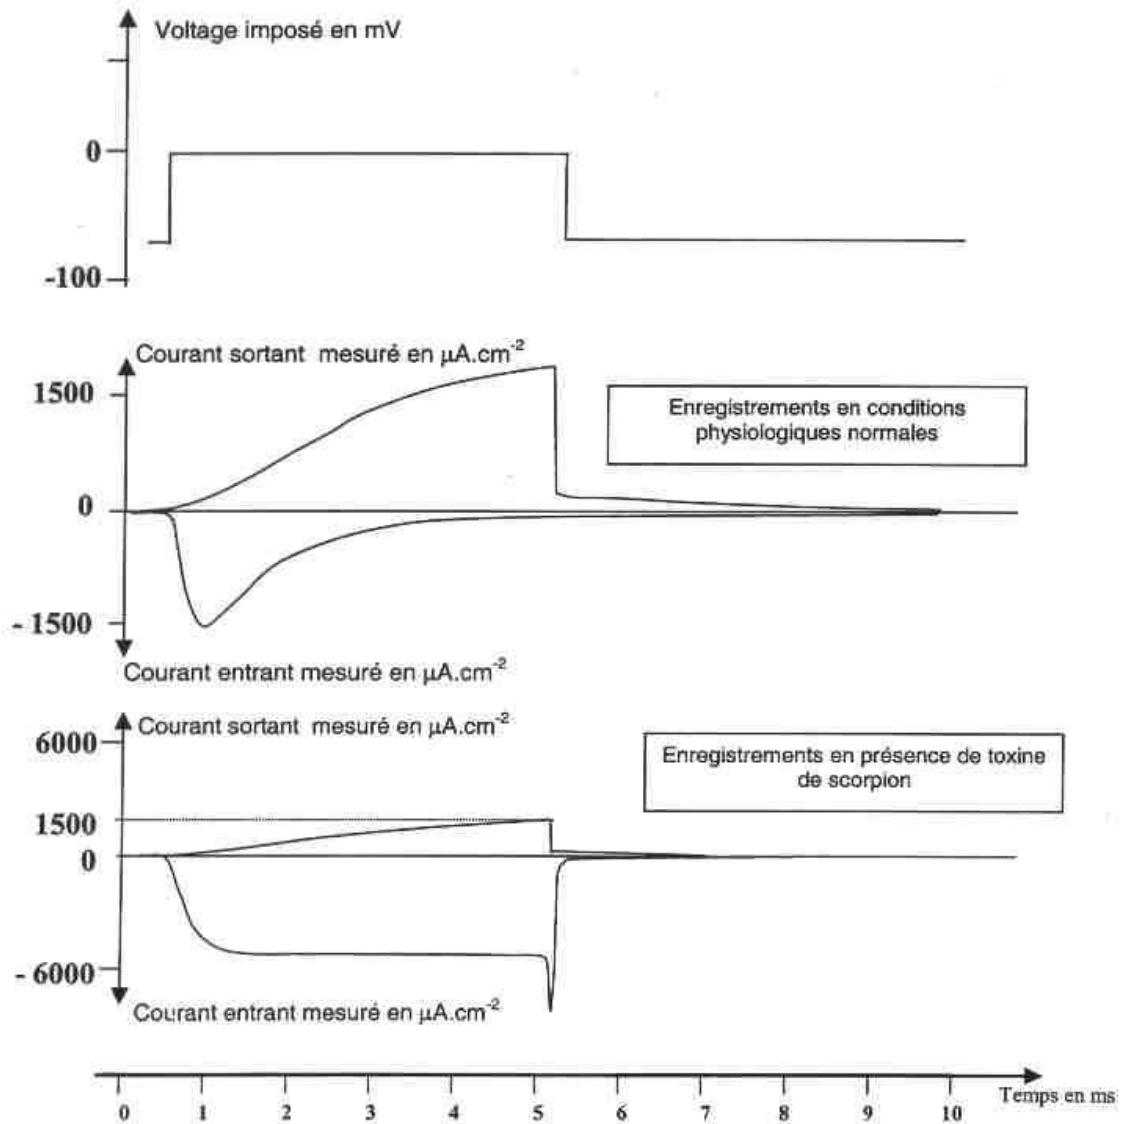 Voltage imposé en mV
0
-100
Courant sortant mesuré en µA.cm-2
1500
Enregistrements en conditions
physiologiques normales
0
- 1500
Courant entrant mesuré en µA.cm-2
Courant sortant mesuré en µA.cm-2
6000
Enregistrements en présence de toxine
de scorpion
1500
0
- 6000
Courant entrant mesuré en µA.cm-2
Temps en ms
0 1 2 3 4 5 6 7 8 9 10